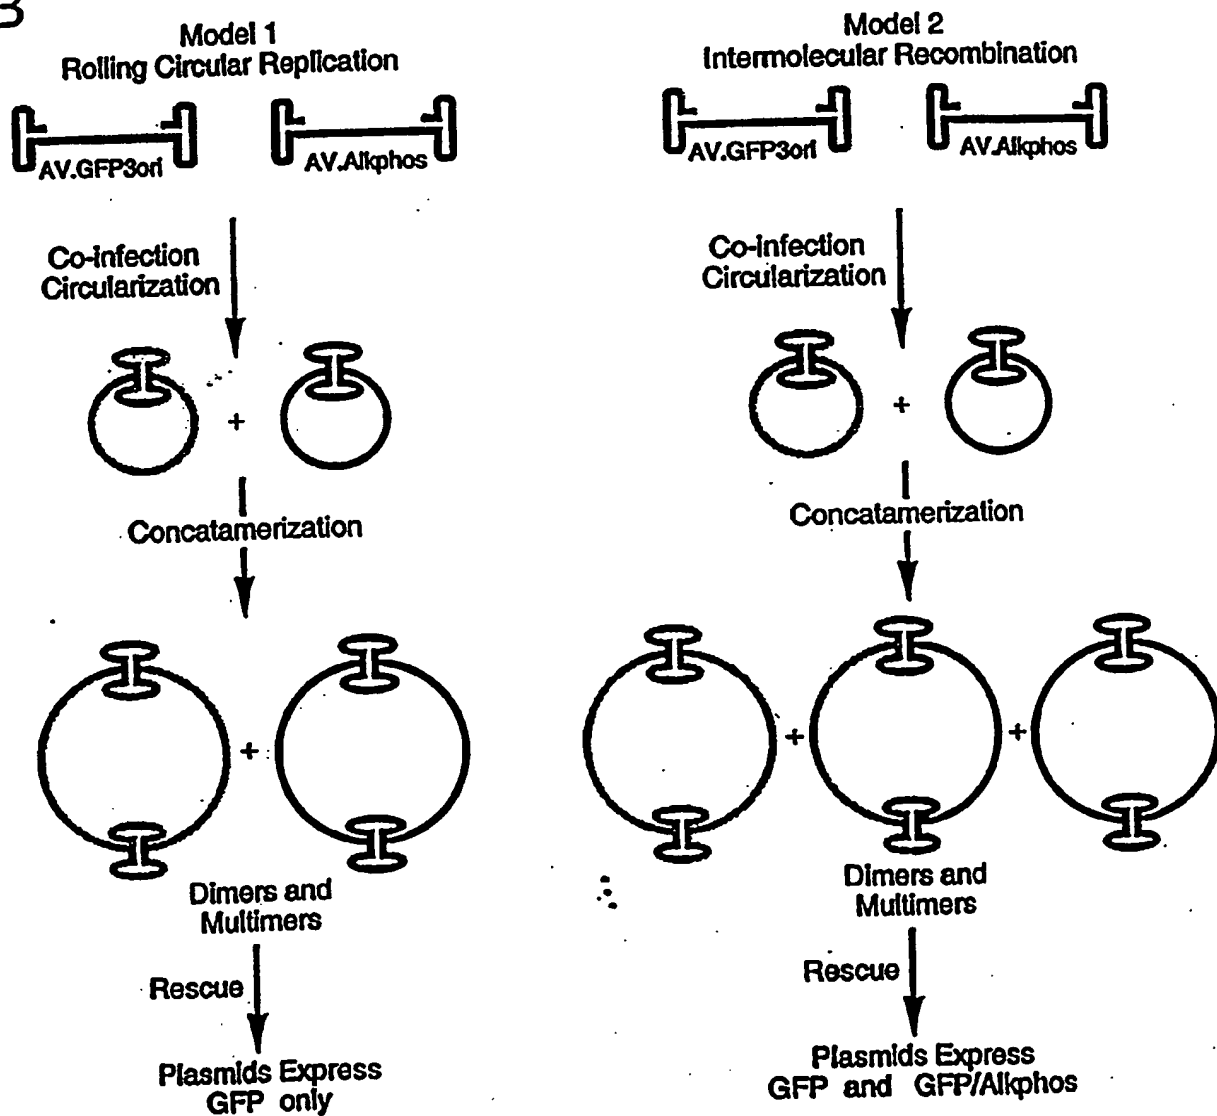 B
Model 1
Rolling Circular Replication
AV.GFP3ori
AV.Alkphos
Co-infection
Circularization
+
Concatamerization
+
Dimers and
Multimers
Rescue
Plasmids Express
GFP only
Model 2
Intermolecular Recombination
AV.GFP3ori
AV.Alkphos
Co-infection
Circularization
+
Concatamerization
+
+
Dimers and
Multimers
Rescue
Plasmids Express
GFP and GFP/Alkphos